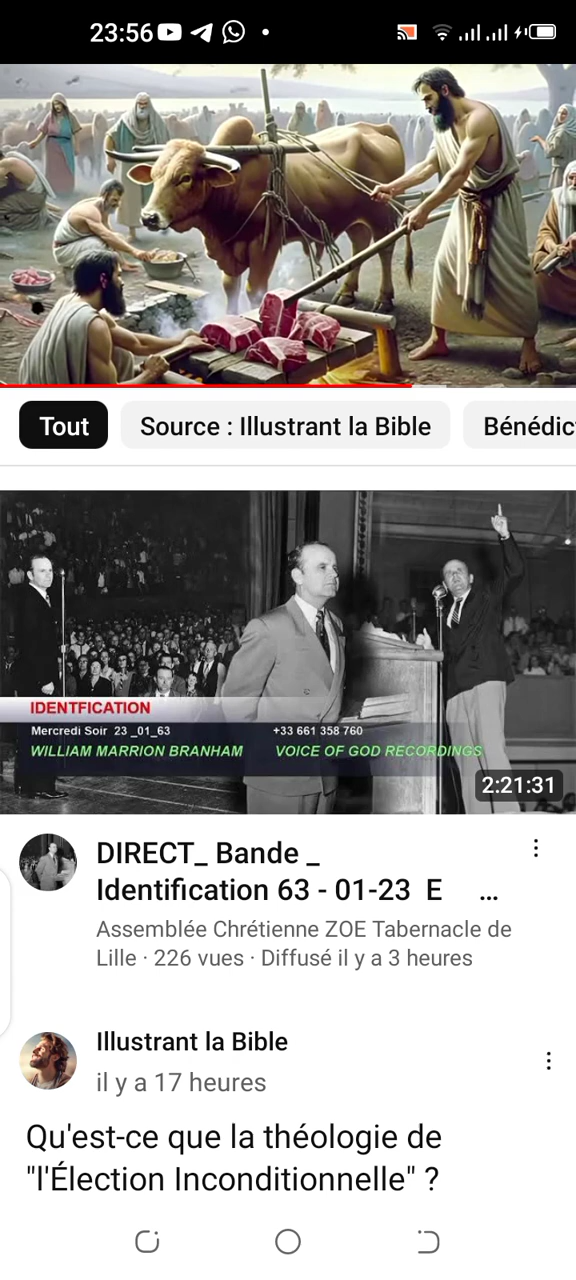 23:56
Tout
Source : Illustrant la Bible
Bénédic
IDENTFICATION
Mercredi Soir 23 _01_63
+33 661 358 760
WILLIAM MARRION BRANHAM
VOICE OF GOD RECORDINGS
2:21:31
DIRECT_ Bande _
Identification 63 - 01-23 E ...
Assemblée Chrétienne ZOE Tabernacle de
Lille · 226 vues · Diffusé il y a 3 heures
Illustrant la Bible
il y a 17 heures
Qu'est-ce que la théologie de
"l'Élection Inconditionnelle" ?